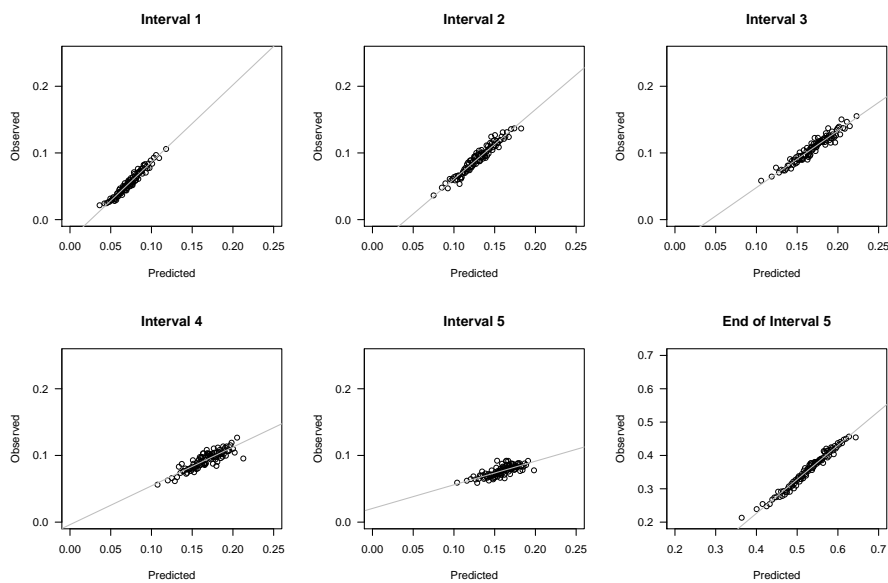 Interval 1
Observed
0.2
0.1
0.0
0.00 0.05 0.10 0.15 0.20 0.25
Predicted
Interval 2
Observed
0.2
0.1
0.0
0.00 0.05 0.10 0.15 0.20 0.25
Predicted
Interval 3
Observed
0.2
0.1
0.0
0.00 0.05 0.10 0.15 0.20 0.25
Predicted
Interval 4
Observed
0.2
0.1
0.0
0.00 0.05 0.10 0.15 0.20 0.25
Predicted
Interval 5
Observed
0.2
0.1
0.0
0.00 0.05 0.10 0.15 0.20 0.25
Predicted
End of Interval 5
Observed
0.7
0.6
0.5
0.4
0.3
0.2
0.2 0.3 0.4 0.5 0.6 0.7
Predicted